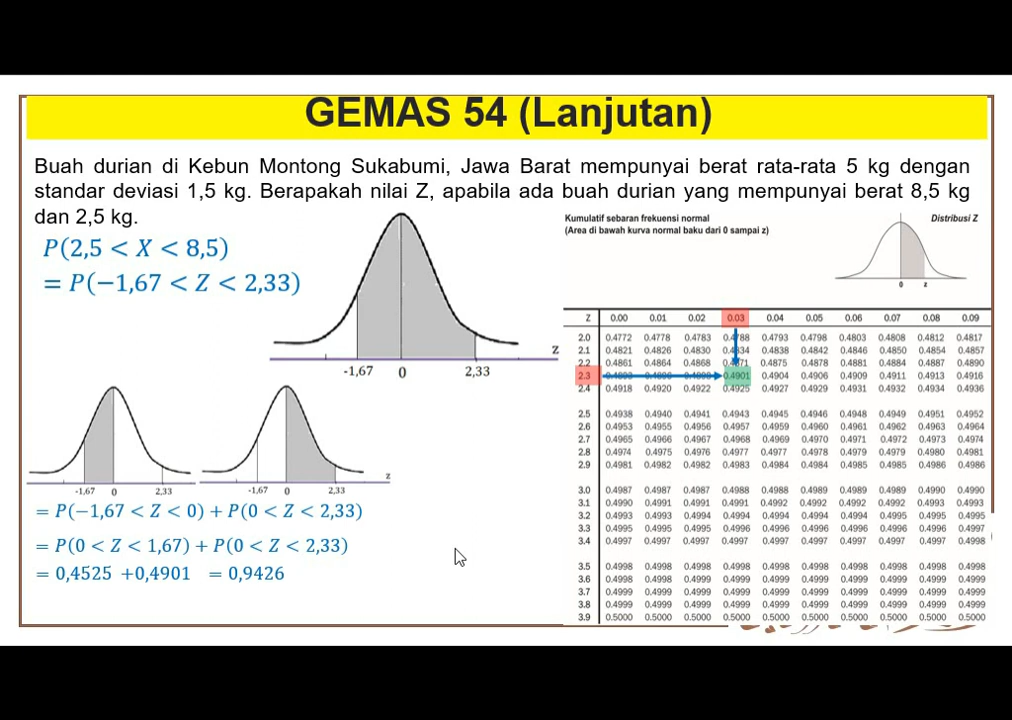 GEMAS 54 (Lanjutan)
Buah durian di Kebun Montong Sukabumi, Jawa Barat mempunyai berat rata-rata 5 kg dengan
standar deviasi 1,5 kg. Berapakah nilai Z, apabila ada buah durian yang mempunyai berat 8,5 kg
dan 2,5 kg.
P(2,5 < X < 8,5)
= P(−1,67 < Z < 2,33)
Z
-1,67 0 2,33
z
-1,67 0 2,33
-1,67 0 2,33
= P(−1,67 < Z < 0) + P(0 < Z < 2,33)
= P(0 < Z < 1,67) + P(0 < Z < 2,33)
= 0,4525 +0,4901 = 0,9426
Kumulatif sebaran frekuensi normal
(Area di bawah kurva normal baku dari 0 sampai z)
Distribusi Z
0 z
Z 0.00 0.01 0.02 0.03 0.04 0.05 0.06 0.07 0.08 0.09
2.0 0.4772 0.4778 0.4783 0.4788 0.4793 0.4798 0.4803 0.4808 0.4812 0.4817
2.1 0.4821 0.4826 0.4830 0.4834 0.4838 0.4842 0.4846 0.4850 0.4854 0.4857
2.2 0.4861 0.4864 0.4868 0.4871 0.4875 0.4878 0.4881 0.4884 0.4887 0.4890
2.3 0.4901 0.4904 0.4906 0.4909 0.4911 0.4913 0.4916
2.4 0.4918 0.4920 0.4922 0.4925 0.4927 0.4929 0.4931 0.4932 0.4934 0.4936
2.5 0.4938 0.4940 0.4941 0.4943 0.4945 0.4946 0.4948 0.4949 0.4951 0.4952
2.6 0.4953 0.4955 0.4956 0.4957 0.4959 0.4960 0.4961 0.4962 0.4963 0.4964
2.7 0.4965 0.4966 0.4967 0.4968 0.4969 0.4970 0.4971 0.4972 0.4973 0.4974
2.8 0.4974 0.4975 0.4976 0.4977 0.4977 0.4978 0.4979 0.4979 0.4980 0.4981
2.9 0.4981 0.4982 0.4982 0.4983 0.4984 0.4984 0.4985 0.4985 0.4986 0.4986
3.0 0.4987 0.4987 0.4987 0.4988 0.4988 0.4989 0.4989 0.4989 0.4990 0.4990
3.1 0.4990 0.4991 0.4991 0.4991 0.4992 0.4992 0.4992 0.4992 0.4993 0.4993
3.2 0.4993 0.4993 0.4994 0.4994 0.4994 0.4994 0.4994 0.4995 0.4995 0.4995
3.3 0.4995 0.4995 0.4995 0.4996 0.4996 0.4996 0.4996 0.4996 0.4996 0.4997
3.4 0.4997 0.4997 0.4997 0.4997 0.4997 0.4997 0.4997 0.4997 0.4997 0.4998
3.5 0.4998 0.4998 0.4998 0.4998 0.4998 0.4998 0.4998 0.4998 0.4998 0.4998
3.6 0.4998 0.4998 0.4999 0.4999 0.4999 0.4999 0.4999 0.4999 0.4999 0.4999
3.7 0.4999 0.4999 0.4999 0.4999 0.4999 0.4999 0.4999 0.4999 0.4999 0.4999
3.8 0.4999 0.4999 0.4999 0.4999 0.4999 0.4999 0.4999 0.4999 0.4999 0.4999
3.9 0.5000 0.5000 0.5000 0.5000 0.5000 0.5000 0.5000 0.5000 0.5000 0.5000